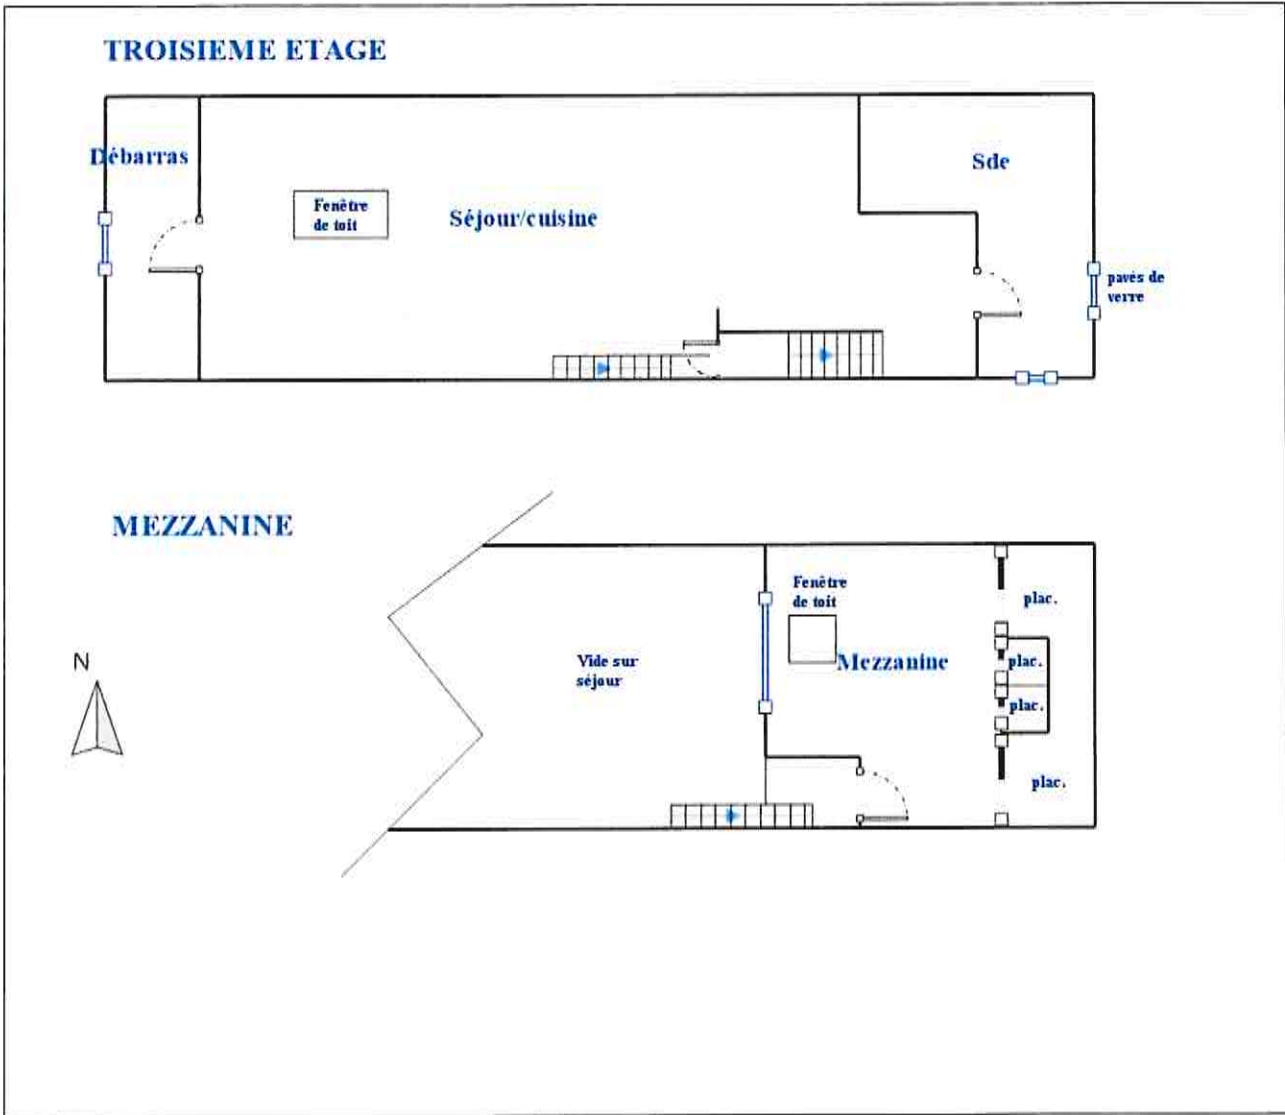 TROISIEME ETAGE
Débarras
Fenêtre
de toit
Séjour/cuisine
Sde
pavés de
verre
MEZZANINE
Fenêtre
de toit
plac.
N
Vide sur
séjour
Mezzanine
plac.
plac.
plac.